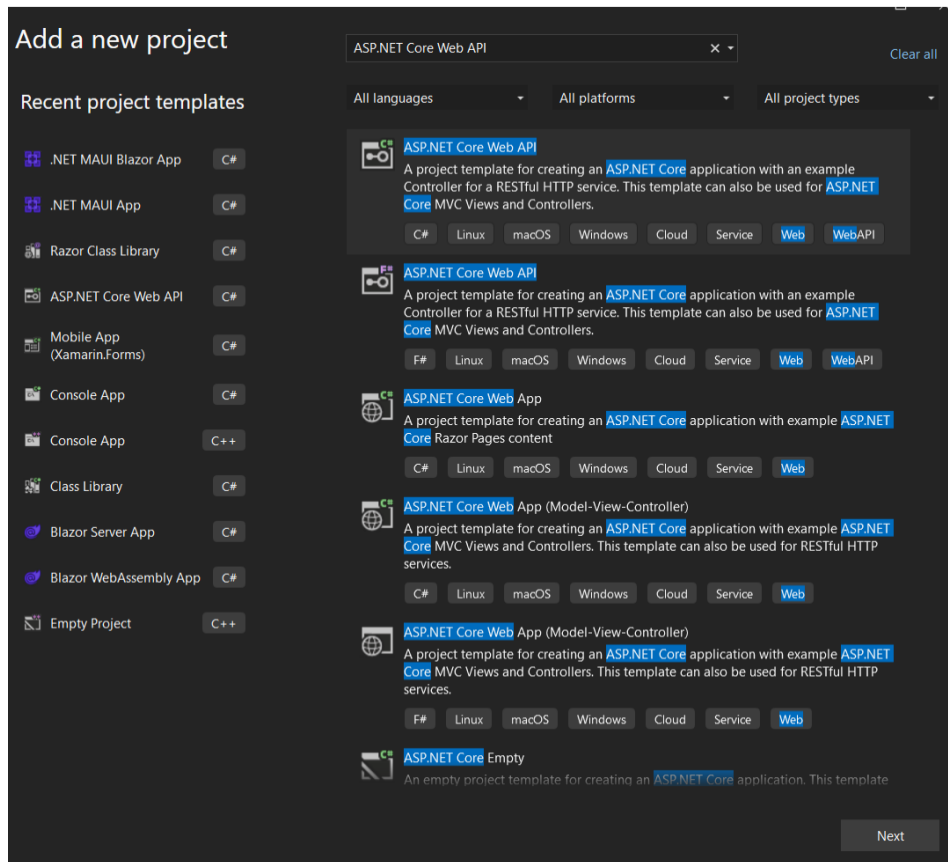 Add a new project
ASP.NET Core Web API
Clear all
Recent project templates
All languages
All platforms
All project types
.NET MAUI Blazor App C#
.NET MAUI App C#
Razor Class Library C#
ASP.NET Core Web API C#
Mobile App
(Xamarin.Forms) C#
Console App C#
Console App C++
Class Library C#
Blazor Server App C#
Blazor WebAssembly App C#
Empty Project C++
ASP.NET Core Web API
A project template for creating an ASP.NET Core application with an example
Controller for a RESTful HTTP service. This template can also be used for ASP.NET
Core MVC Views and Controllers.
C# Linux macOS Windows Cloud Service Web WebAPI
ASP.NET Core Web API
A project template for creating an ASP.NET Core application with an example
Controller for a RESTful HTTP service. This template can also be used for ASP.NET
Core MVC Views and Controllers.
F# Linux macOS Windows Cloud Service Web WebAPI
ASP.NET Core Web App
A project template for creating an ASP.NET Core application with example ASP.NET
Core Razor Pages content
C# Linux macOS Windows Cloud Service Web
ASP.NET Core Web App (Model-View-Controller)
A project template for creating an ASP.NET Core application with example ASP.NET
Core MVC Views and Controllers. This template can also be used for RESTful HTTP
services.
C# Linux macOS Windows Cloud Service Web
ASP.NET Core Web App (Model-View-Controller)
A project template for creating an ASP.NET Core application with example ASP.NET
Core MVC Views and Controllers. This template can also be used for RESTful HTTP
services.
F# Linux macOS Windows Cloud Service Web
ASP.NET Core Empty
An empty project template for creating an ASP.NET Core application. This template
Next